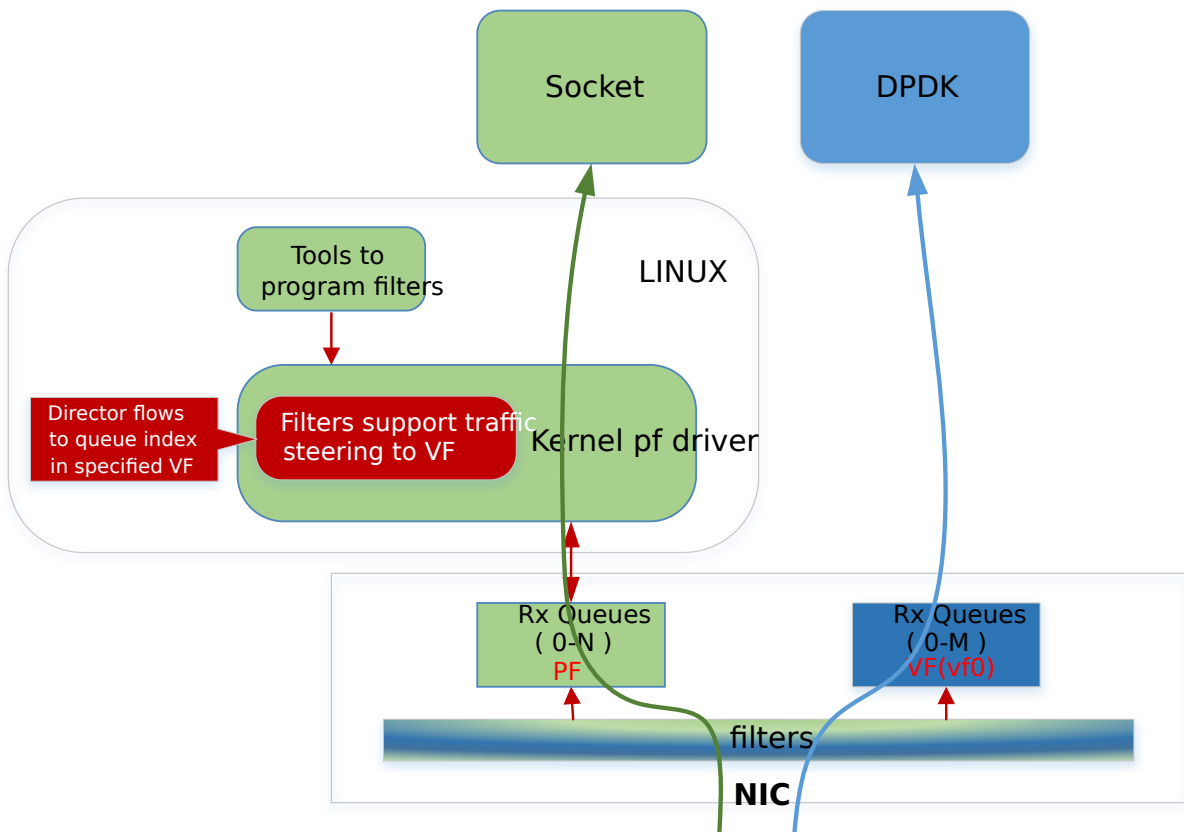 Socket
DPDK
Tools to
program filters
LINUX
Director flows
to queue index
in specified VF
Filters support traffic
steering to VF
Kernel pf driver
Rx Queues
( 0-N )
PF
Rx Queues
( 0-M )
VF(vf0)
filters
NIC